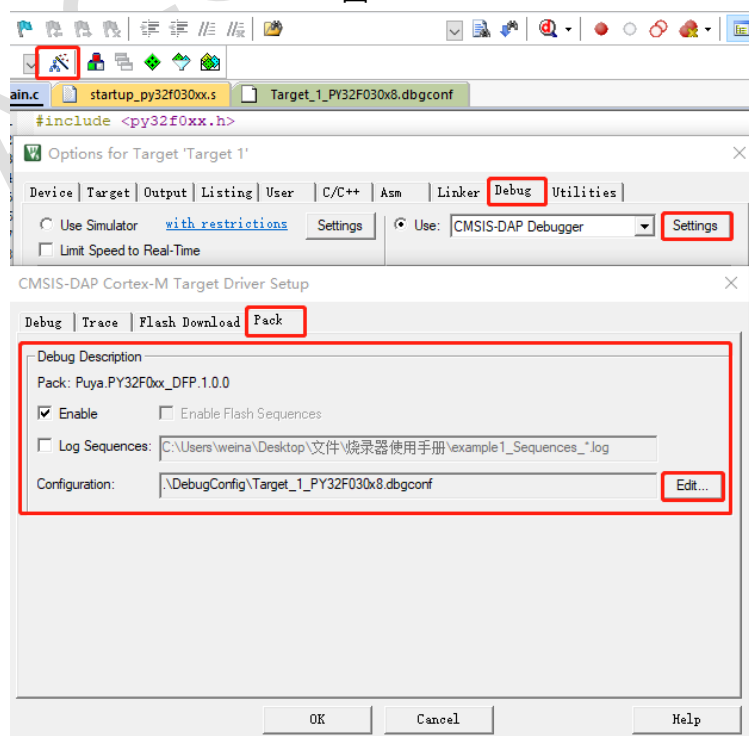 图
ain.c startup_py32f030xx.s Target_1_PY32F030x8.dbgconf
#include <py32f0xx.h>
Options for Target 'Target 1'
Device Target Output Listing User C/C++ Asm Linker Debug Utilities
Use Simulator with restrictions Settings Use: CMSIS-DAP Debugger Settings
Limit Speed to Real-Time
CMSIS-DAP Cortex-M Target Driver Setup
Debug Trace Flash Download Pack
Debug Description
Pack: Puya.PY32F0xx_DFP.1.0.0
Enable Enable Flash Sequences
Log Sequences: C:\Users\weina\Desktop\文件\烧录器使用手册\example1_Sequences_*.log
Configuration: .\DebugConfig\Target_1_PY32F030x8.dbgconf Edit...
OK Cancel Help